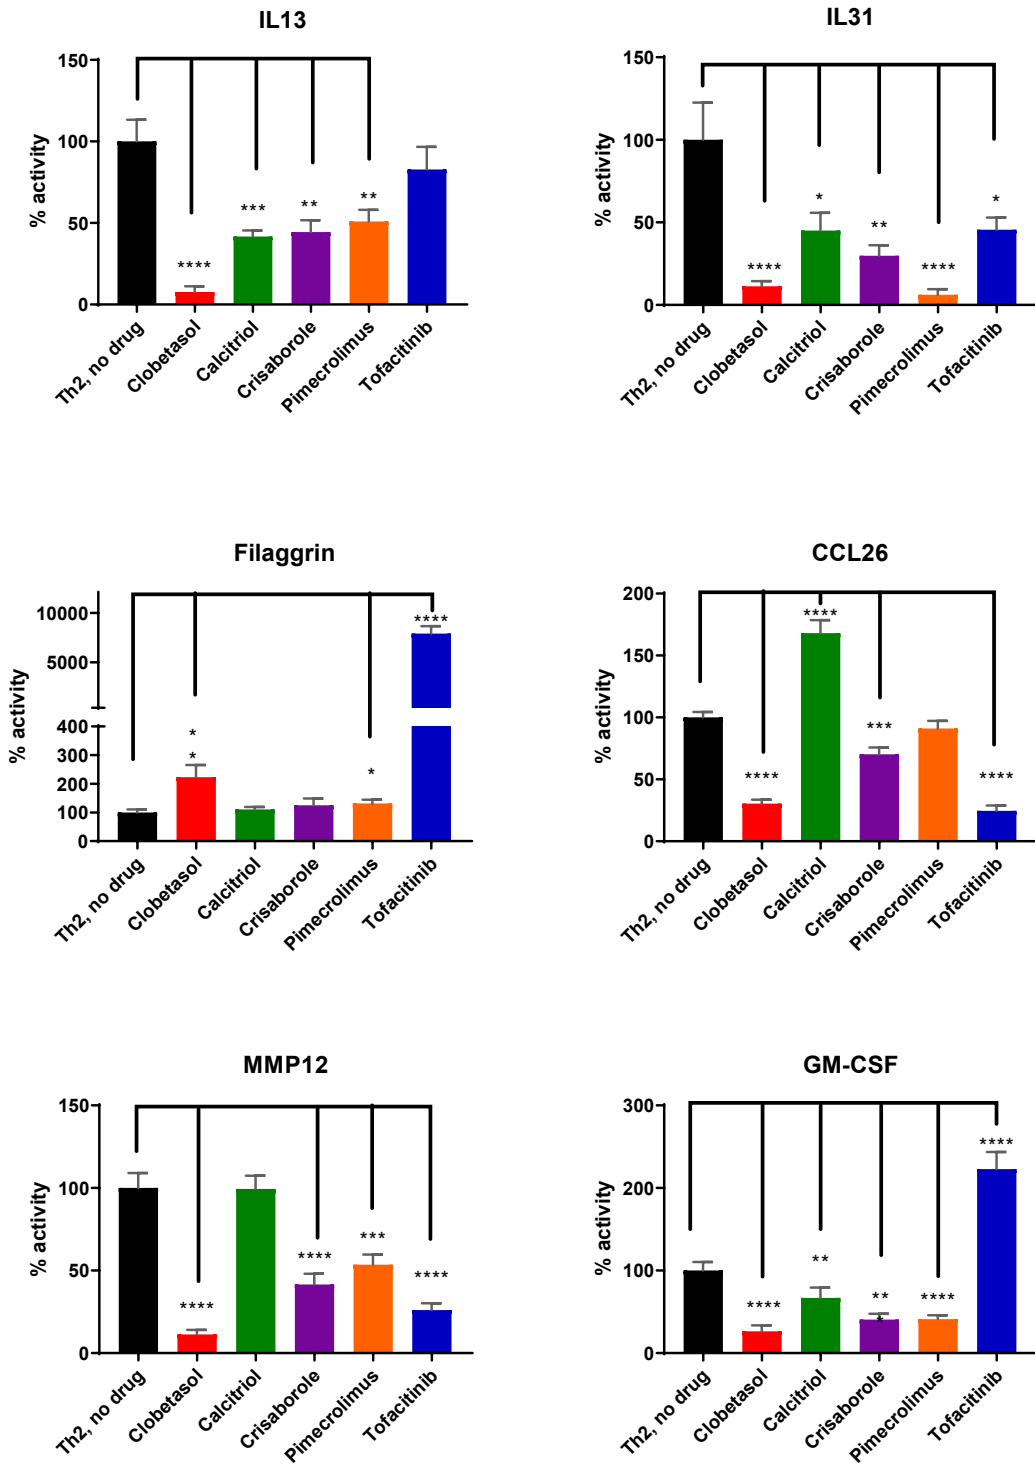 IL13
% activity
150
100
50
0
****
***
**
**
Th2, no drug
Clobetasol
Calcitriol
Crisaborole
Pimecrolimus
Tofacitinib
IL31
% activity
150
100
50
0
****
*
**
****
*
Th2, no drug
Clobetasol
Calcitriol
Crisaborole
Pimecrolimus
Tofacitinib
Filaggrin
% activity
10000
5000
400
300
200
100
0
*
*
*
****
Th2, no drug
Clobetasol
Calcitriol
Crisaborole
Pimecrolimus
Tofacitinib
CCL26
% activity
200
150
100
50
0
****
****
***
****
Th2, no drug
Clobetasol
Calcitriol
Crisaborole
Pimecrolimus
Tofacitinib
MMP12
% activity
150
100
50
0
****
****
***
****
Th2, no drug
Clobetasol
Calcitriol
Crisaborole
Pimecrolimus
Tofacitinib
GM-CSF
% activity
300
200
100
0
****
**
**
*
****
****
Th2, no drug
Clobetasol
Calcitriol
Crisaborole
Pimecrolimus
Tofacitinib